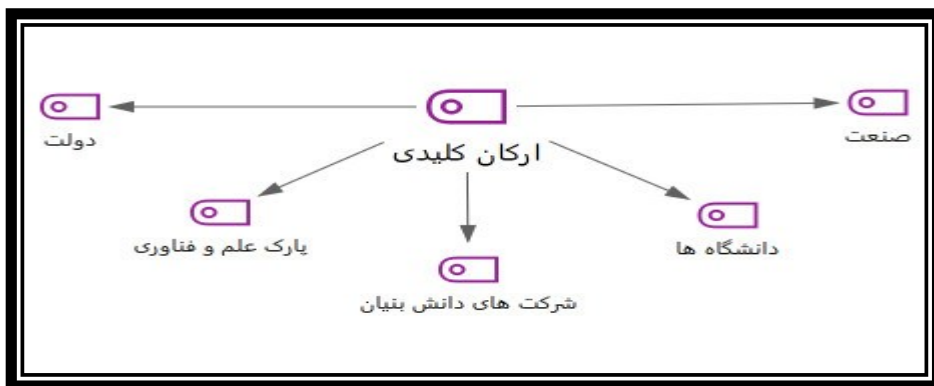 ارکان کلیدی
صنعت
دولت
دانشگاه ها
پارک علم و فناوری
شرکت های دانش بنیان